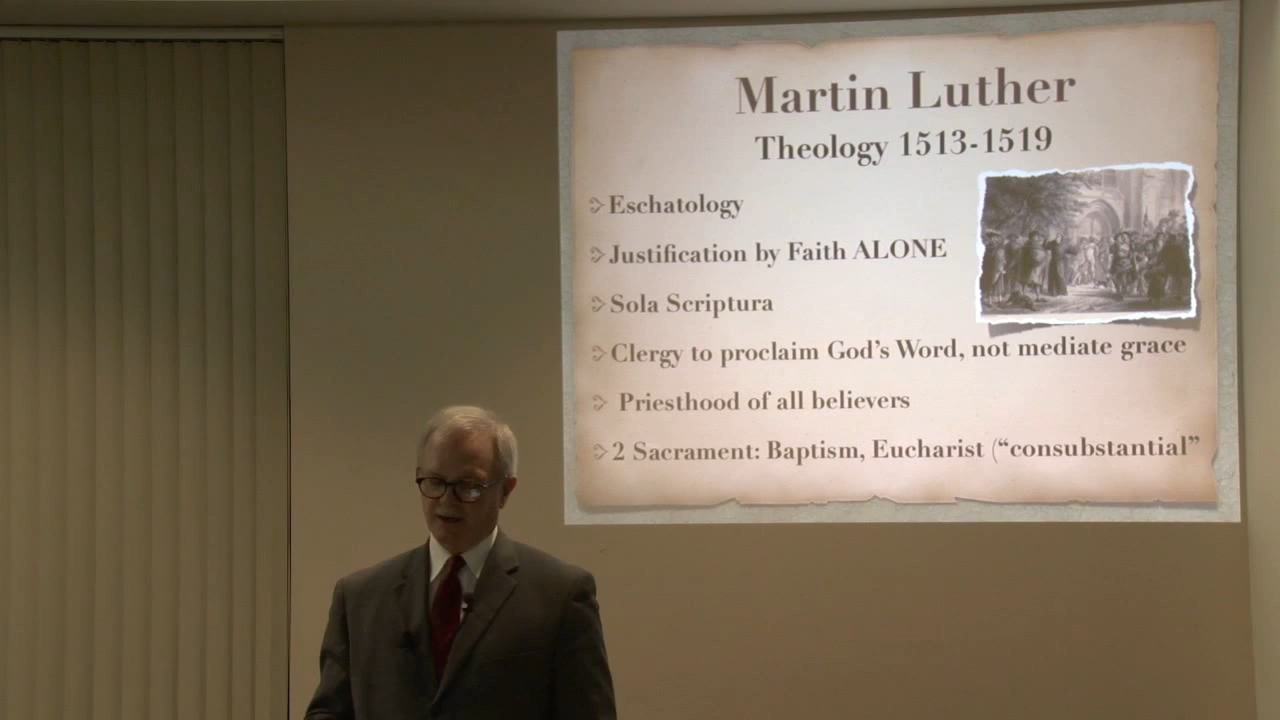 Martin Luther
Theology 1513-1519
Eschatology
Justification by Faith ALONE
Sola Scriptura
Clergy to proclaim God's Word, not mediate grace
Priesthood of all believers
2 Sacrament: Baptism, Eucharist (“consubstantial”